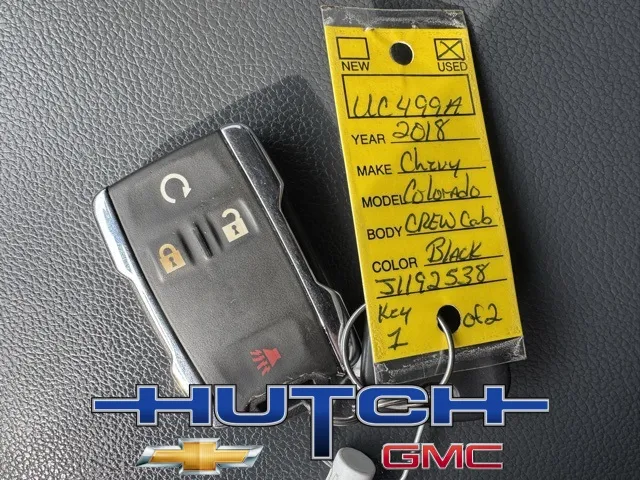 NEW USED
UC499A
YEAR 2018
MAKE Chevy
MODEL Colorado
BODY CREW Cab
COLOR Black
J1192538
Key 1 of 2
HUTCH
GMC